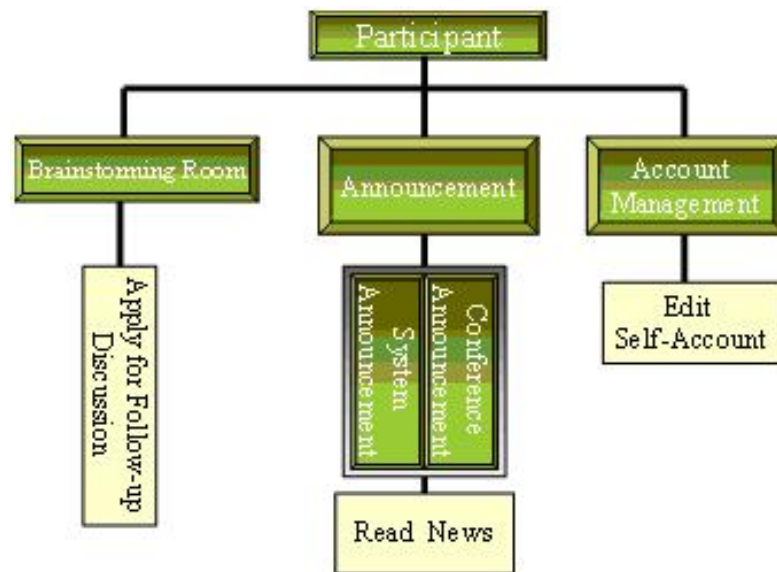 Participant
Brainstorming Room
Announcement
Account
Management
Apply for Follow-up
Discussion
System
Announcement
Conference
Announcement
Edit
Self-Account
Read News